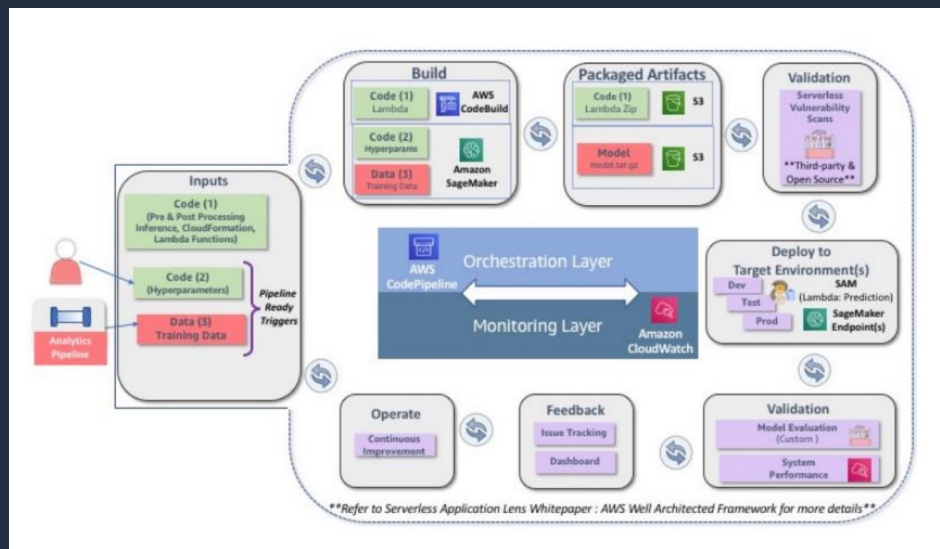 Build
Code (1)
Lambda
AWS
CodeBuild
Code (2)
Hyperparams
Data (3)
Training Data
Amazon
SageMaker
Packaged Artifacts
Code (1)
Lambda Zip
S3
Model
model.tar.gz
S3
Validation
Serverless
Vulnerability
Scans
**Third-party &
Open Source**
Inputs
Code (1)
(Pre & Post Processing
Inference, CloudFormation,
Lambda Functions)
Code (2)
(Hyperparameters)
Data (3)
Training Data
Pipeline
Ready
Triggers
Analytics
Pipeline
AWS
CodePipeline
Orchestration Layer
Monitoring Layer
Amazon
CloudWatch
Deploy to
Target Environment(s)
Dev
Test
Prod
SAM
(Lambda: Prediction)
SageMaker
Endpoint(s)
Operate
Continuous
Improvement
Feedback
Issue Tracking
Dashboard
Validation
Model Evaluation
(Custom )
System
Performance
**Refer to Serverless Application Lens Whitepaper : AWS Well Architected Framework for more details**